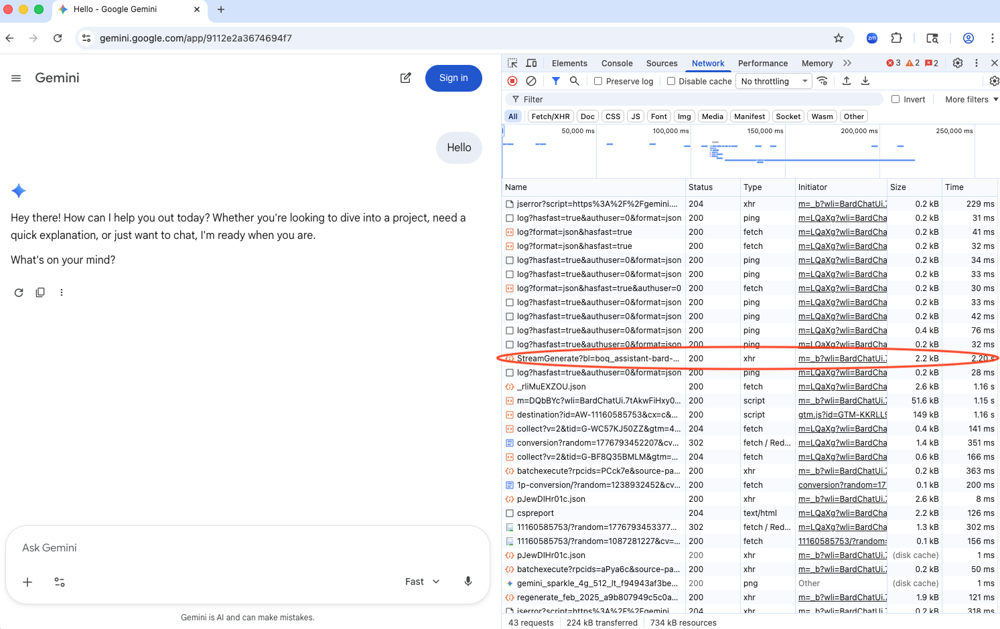 Hello - Google Gemini
gemini.google.com/app/9112e2a3674694f7
zm
Gemini
Sign in
Hello
Hey there! How can I help you out today? Whether you're looking to dive into a project, need a
quick explanation, or just want to chat, I'm ready when you are.
What's on your mind?
Ask Gemini
Fast
Gemini is AI and can make mistakes.
Elements Console Sources Network Performance Memory 3 2 2
Preserve log Disable cache No throttling
Filter Invert More filters
All Fetch/XHR Doc CSS JS Font Img Media Manifest Socket Wasm Other
50,000 ms 100,000 ms 150,000 ms 200,000 ms 250,000 ms
Name Status Type Initiator Size Time
jserror?script=https%3A%2F%2Fgemini.... 204 xhr m=_b?wli=BardChatUi.7 0.2 kB 229 ms
log?hasfast=true&authuser=0&format=json 200 ping m=LQaXg?wli=BardCha 0.2 kB 31 ms
log?format=json&hasfast=true 200 fetch m=LQaXg?wli=BardCha 0.2 kB 41 ms
log?format=json&hasfast=true 200 fetch m=LQaXg?wli=BardCha 0.2 kB 32 ms
log?hasfast=true&authuser=0&format=json 200 ping m=LQaXg?wli=BardCha 0.2 kB 34 ms
log?hasfast=true&authuser=0&format=json 200 ping m=LQaXg?wli=BardCha 0.2 kB 33 ms
log?format=json&hasfast=true&authuser=0 200 fetch m=LQaXg?wli=BardCha 0.2 kB 30 ms
log?hasfast=true&authuser=0&format=json 200 ping m=LQaXg?wli=BardCha 0.2 kB 33 ms
log?hasfast=true&authuser=0&format=json 200 ping m=LQaXg?wli=BardCha 0.2 kB 42 ms
log?hasfast=true&authuser=0&format=json 200 ping m=LQaXg?wli=BardCha 0.4 kB 76 ms
log?hasfast=true&authuser=0&format=json 200 ping m=LQaXg?wli=BardCha 0.2 kB 32 ms
StreamGenerate?bl=boq_assistant-bard-... 200 xhr m=_b?wli=BardChatUi.7 2.2 kB 2.20 s
log?hasfast=true&authuser=0&format=json 200 ping m=LQaXg?wli=BardCha 0.2 kB 28 ms
_rliMuEXZOU.json 200 fetch m=LQaXg?wli=BardCha 2.6 kB 1.16 s
m=DQbBYc?wli=BardChatUi.7tAkwFiHxy0... 200 script m=_b?wli=BardChatUi.7 51.6 kB 1.15 s
destination?id=AW-11160585753&cx=c&... 200 script gtm.js?id=GTM-KKRLL9 149 kB 1.16 s
collect?v=2&tid=G-WC57KJ50ZZ&gtm=4... 204 fetch m=LQaXg?wli=BardCha 0.4 kB 141 ms
conversion?random=1776793452207&cv... 302 fetch / Red... m=LQaXg?wli=BardCha 1.4 kB 351 ms
collect?v=2&tid=G-BF8Q35BMLM&gtm=... 204 fetch m=LQaXg?wli=BardCha 0.6 kB 166 ms
batchexecute?rpcids=PCck7e&source-pa... 200 xhr m=_b?wli=BardChatUi.7 0.2 kB 363 ms
1p-conversion/?random=1238932452&cv... 200 fetch conversion?random=17 0.1 kB 200 ms
pJewDlHr01c.json 200 xhr m=_b?wli=BardChatUi.7 2.6 kB 8 ms
cspreport 204 text/html m=LQaXg?wli=BardCha 2.2 kB 126 ms
11160585753/?random=1776793453377... 302 fetch / Red... m=LQaXg?wli=BardCha 1.3 kB 302 ms
11160585753/?random=1087281227&cv=... 200 fetch 11160585753/?random= 0.1 kB 156 ms
pJewDlHr01c.json 200 xhr m=_b?wli=BardChatUi.7 (disk cache) 1 ms
batchexecute?rpcids=aPya6c&source-pa... 200 xhr m=_b?wli=BardChatUi.7 0.2 kB 50 ms
gemini_sparkle_4g_512_lt_f94943af3be... 200 png Other (disk cache) 1 ms
regenerate_feb_2025_a9b807949c5c0a... 200 xhr m=_b?wli=BardChatUi.7 1.9 kB 121 ms
jserror?script=https%3A%2F%2Fgemini.... 204 xhr m=_b?wli=BardChatUi.7 0.2 kB 318 ms
43 requests 224 kB transferred 734 kB resources